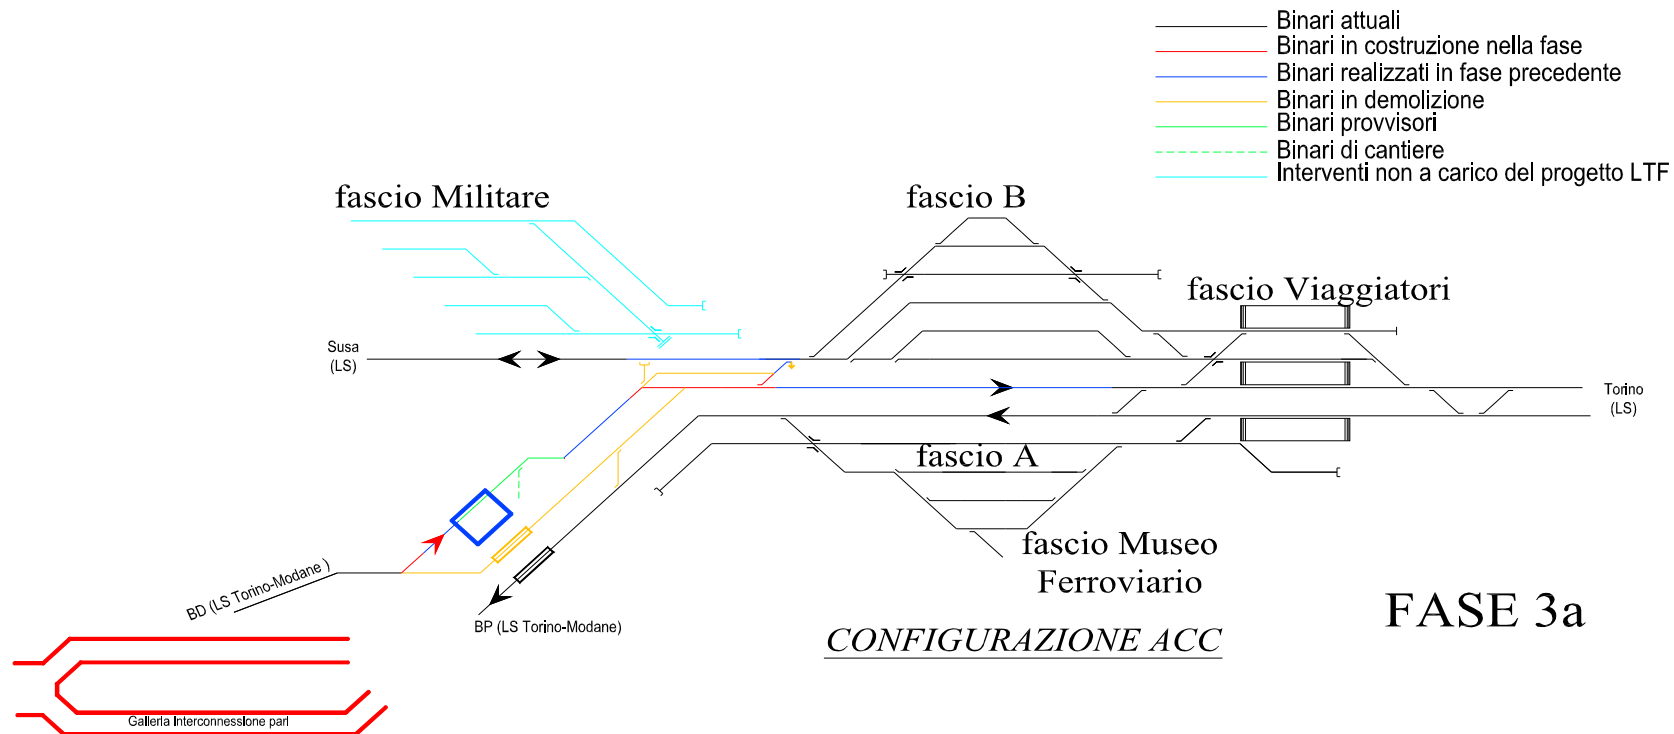 Binari attuali
Binari in costruzione nella fase
Binari realizzati in fase precedente
Binari in demolizione
Binari provvisori
Binari di cantiere
Interventi non a carico del progetto LTF
fascio Militare
fascio B
fascio Viaggiatori
Susa
(LS)
Torino
(LS)
fascio A
fascio Museo
Ferroviario
BD (LS Torino-Modane )
BP (LS Torino-Modane)
FASE 3a
CONFIGURAZIONE ACC
Galleria Interconnessione pari